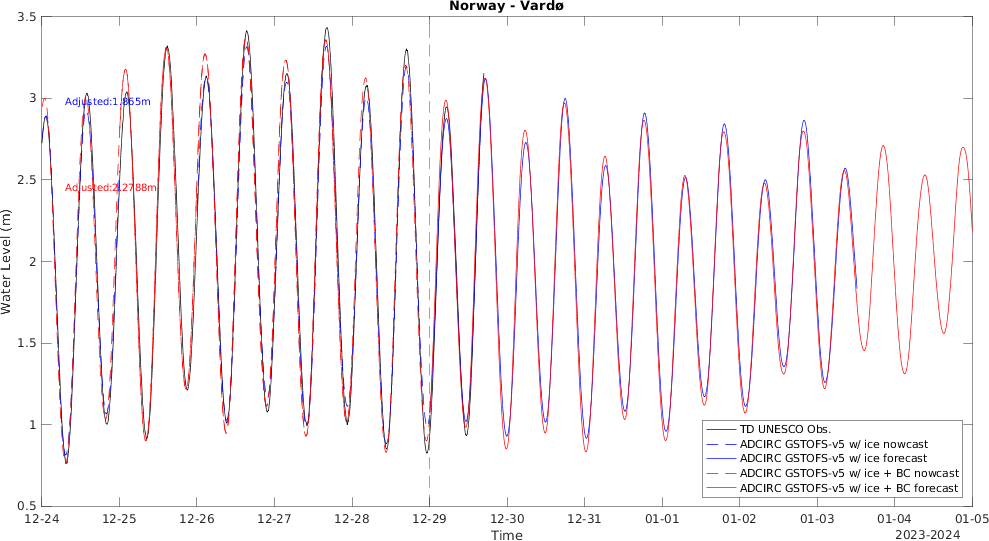 Norway - Vardø
3.5
3
2.5
2
1.5
1
0.5
Water Level (m)
Adjusted:1.865m
Adjusted:2.2788m
TD UNESCO Obs.
ADCIRC GSTOFS-v5 w/ ice nowcast
ADCIRC GSTOFS-v5 w/ ice forecast
ADCIRC GSTOFS-v5 w/ ice + BC nowcast
ADCIRC GSTOFS-v5 w/ ice + BC forecast
12-24 12-25 12-26 12-27 12-28 12-29 12-30 12-31 01-01 01-02 01-03 01-04 01-05
Time
2023-2024